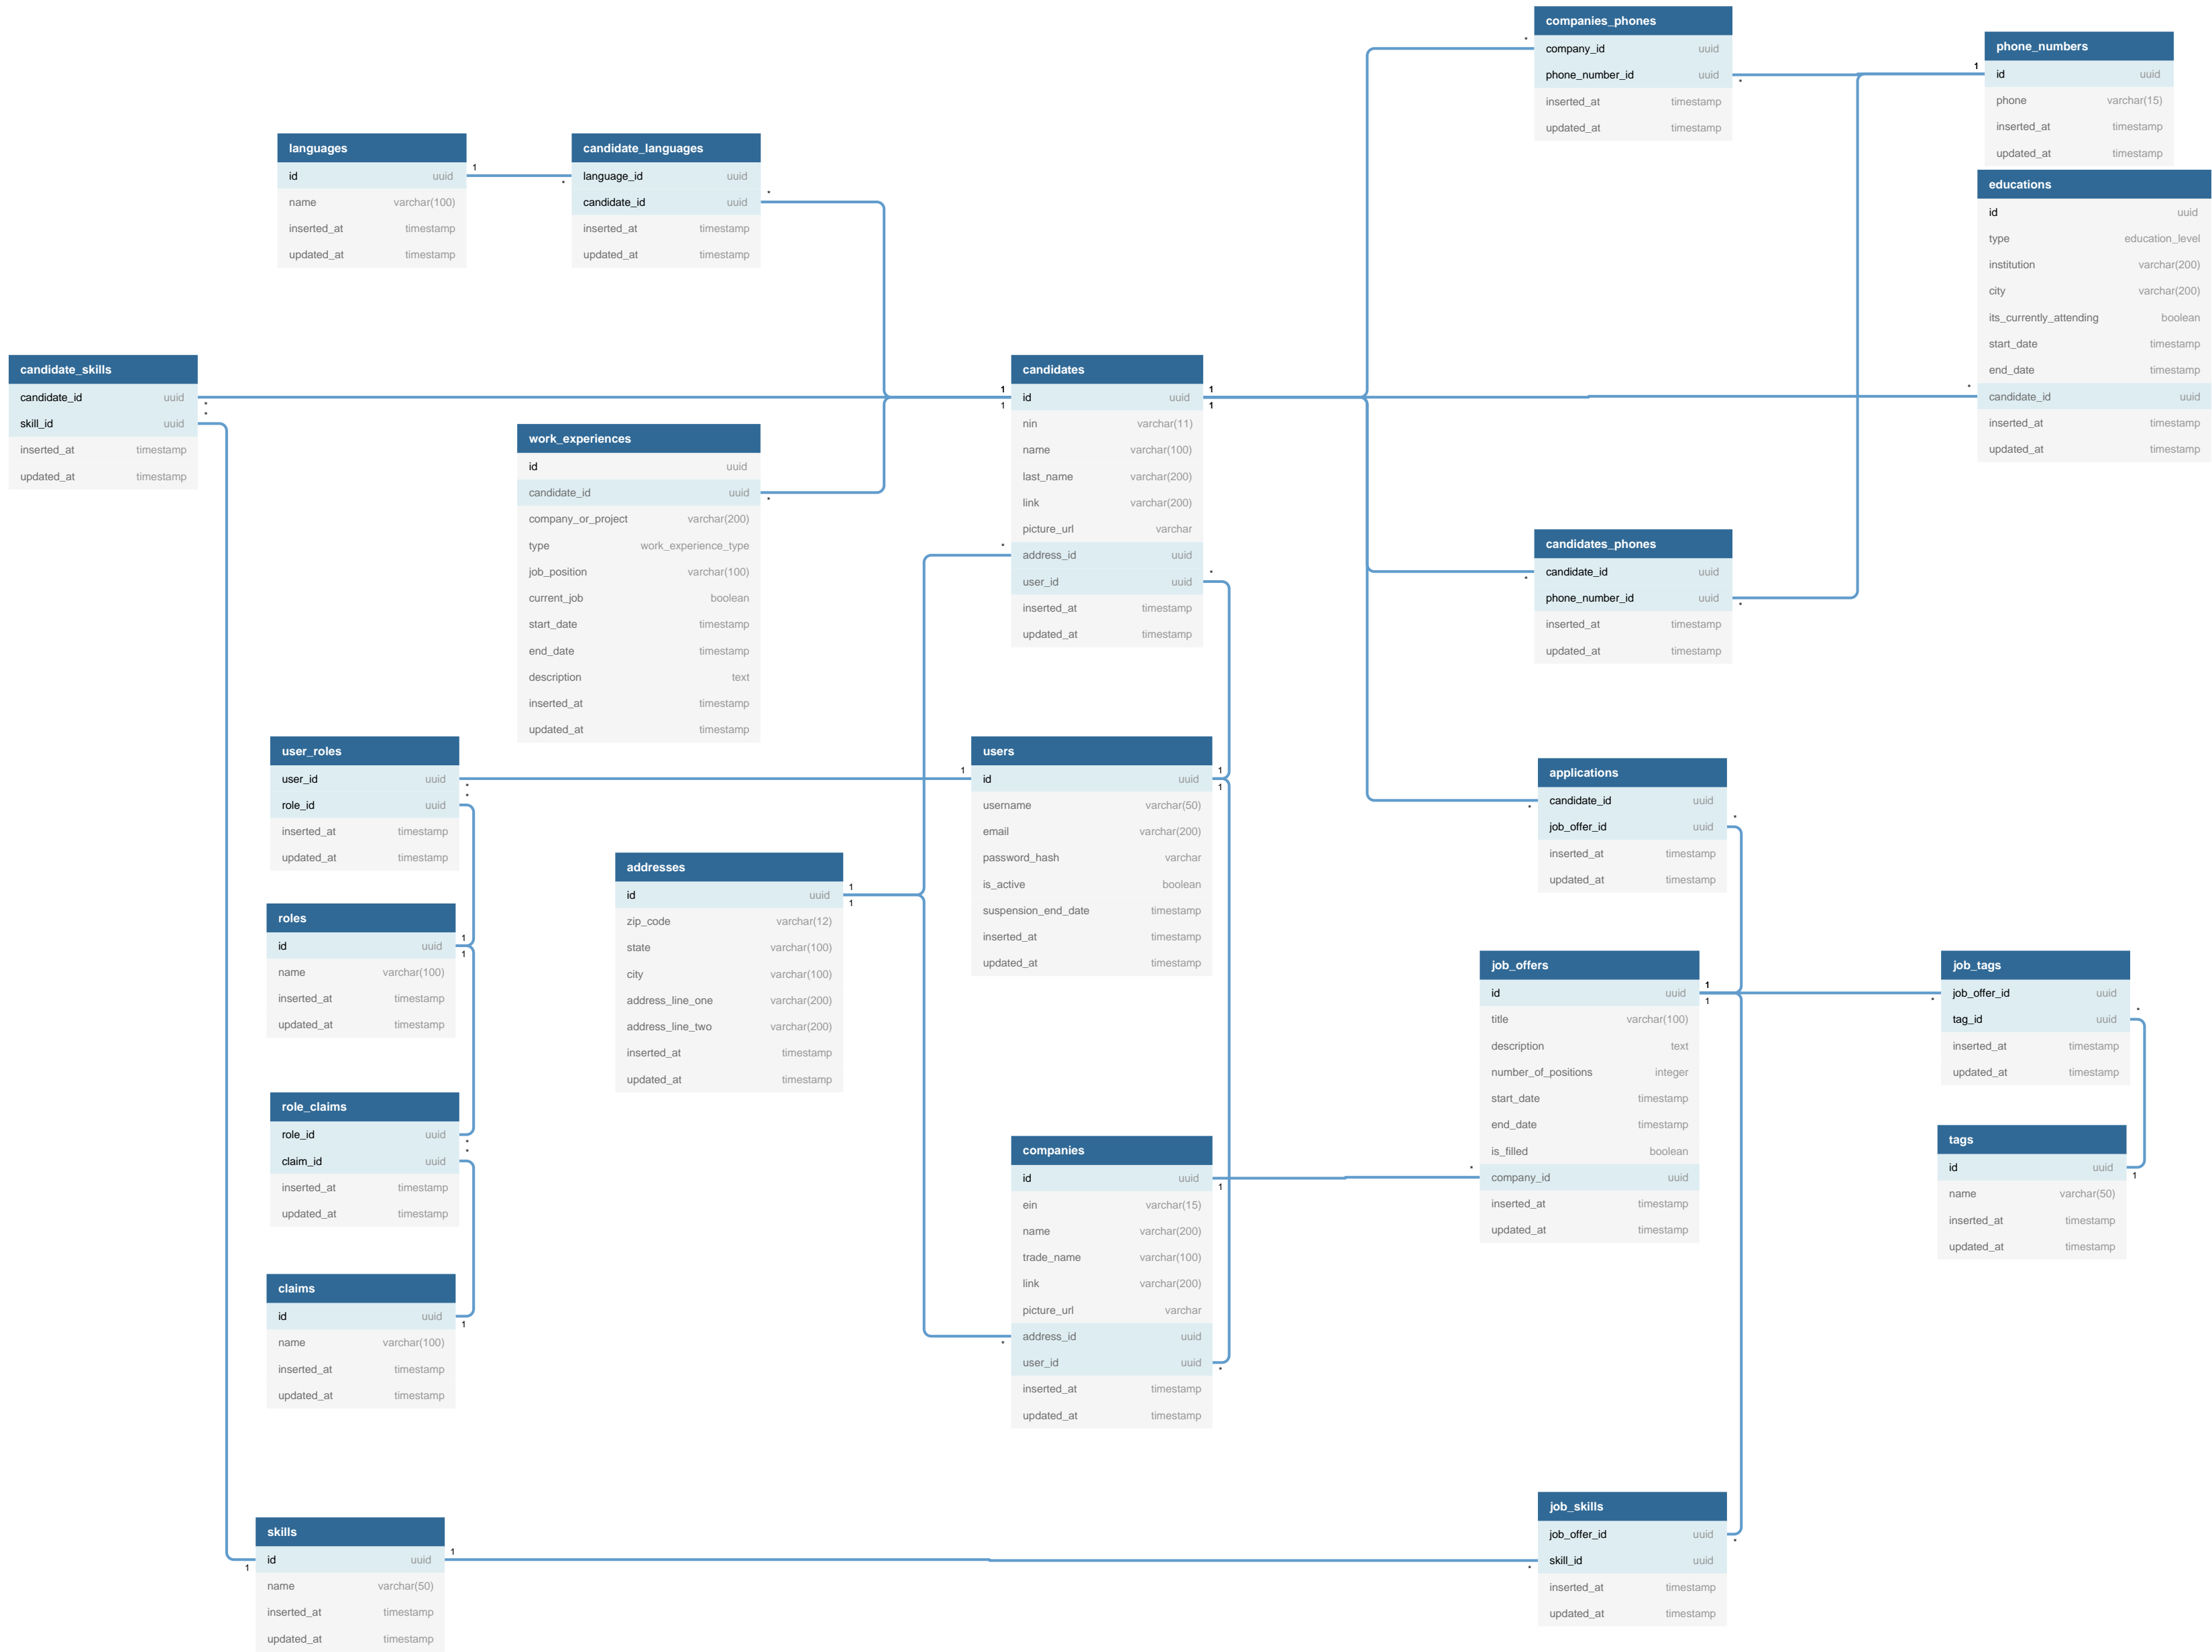 companies_phones
company_id uuid
phone_number_id uuid
inserted_at timestamp
updated_at timestamp
phone_numbers
id uuid
phone varchar(15)
inserted_at timestamp
updated_at timestamp
languages
id uuid
name varchar(100)
inserted_at timestamp
updated_at timestamp
candidate_languages
language_id uuid
candidate_id uuid
inserted_at timestamp
updated_at timestamp
educations
id uuid
type education_level
institution varchar(200)
city varchar(200)
its_currently_attending boolean
start_date timestamp
end_date timestamp
candidate_id uuid
inserted_at timestamp
updated_at timestamp
candidate_skills
candidate_id uuid
skill_id uuid
inserted_at timestamp
updated_at timestamp
candidates
id uuid
nin varchar(11)
name varchar(100)
last_name varchar(200)
link varchar(200)
picture_url varchar
address_id uuid
user_id uuid
inserted_at timestamp
updated_at timestamp
work_experiences
id uuid
candidate_id uuid
company_or_project varchar(200)
type work_experience_type
job_position varchar(100)
current_job boolean
start_date timestamp
end_date timestamp
description text
inserted_at timestamp
updated_at timestamp
candidates_phones
candidate_id uuid
phone_number_id uuid
inserted_at timestamp
updated_at timestamp
user_roles
user_id uuid
role_id uuid
inserted_at timestamp
updated_at timestamp
users
id uuid
username varchar(50)
email varchar(200)
password_hash varchar
is_active boolean
suspension_end_date timestamp
inserted_at timestamp
updated_at timestamp
applications
candidate_id uuid
job_offer_id uuid
inserted_at timestamp
updated_at timestamp
addresses
id uuid
zip_code varchar(12)
state varchar(100)
city varchar(100)
address_line_one varchar(200)
address_line_two varchar(200)
inserted_at timestamp
updated_at timestamp
roles
id uuid
name varchar(100)
inserted_at timestamp
updated_at timestamp
job_offers
id uuid
title varchar(100)
description text
number_of_positions integer
start_date timestamp
end_date timestamp
is_filled boolean
company_id uuid
inserted_at timestamp
updated_at timestamp
job_tags
job_offer_id uuid
tag_id uuid
inserted_at timestamp
updated_at timestamp
role_claims
role_id uuid
claim_id uuid
inserted_at timestamp
updated_at timestamp
tags
id uuid
name varchar(50)
inserted_at timestamp
updated_at timestamp
companies
id uuid
ein varchar(15)
name varchar(200)
trade_name varchar(100)
link varchar(200)
picture_url varchar
address_id uuid
user_id uuid
inserted_at timestamp
updated_at timestamp
claims
id uuid
name varchar(100)
inserted_at timestamp
updated_at timestamp
job_skills
job_offer_id uuid
skill_id uuid
inserted_at timestamp
updated_at timestamp
skills
id uuid
name varchar(50)
inserted_at timestamp
updated_at timestamp